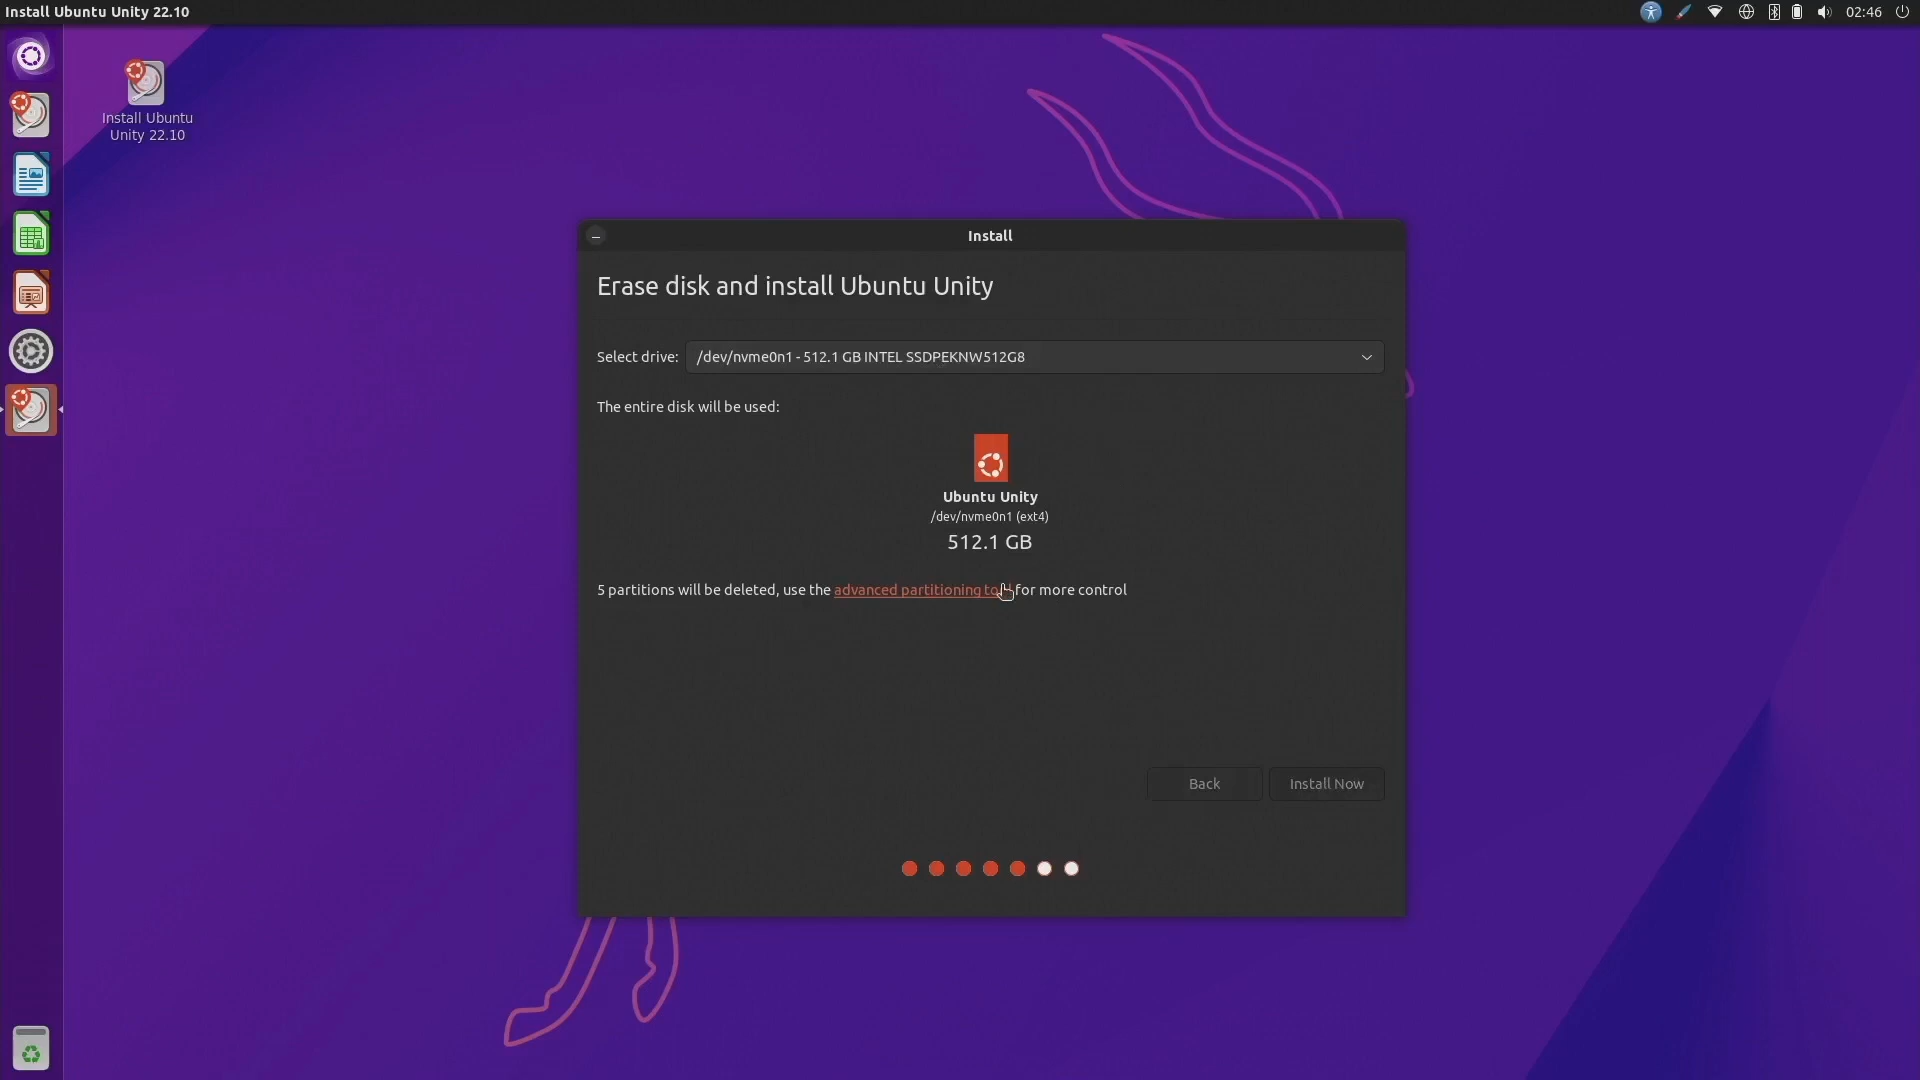 Install Ubuntu Unity 22.10
02:46
Install Ubuntu
Unity 22.10
Install
Erase disk and install Ubuntu Unity
Select drive: /dev/nvme0n1 - 512.1 GB INTEL SSDPEKNW512G8
The entire disk will be used:
Ubuntu Unity
/dev/nvme0n1 (ext4)
512.1 GB
5 partitions will be deleted, use the advanced partitioning tool for more control
Back
Install Now